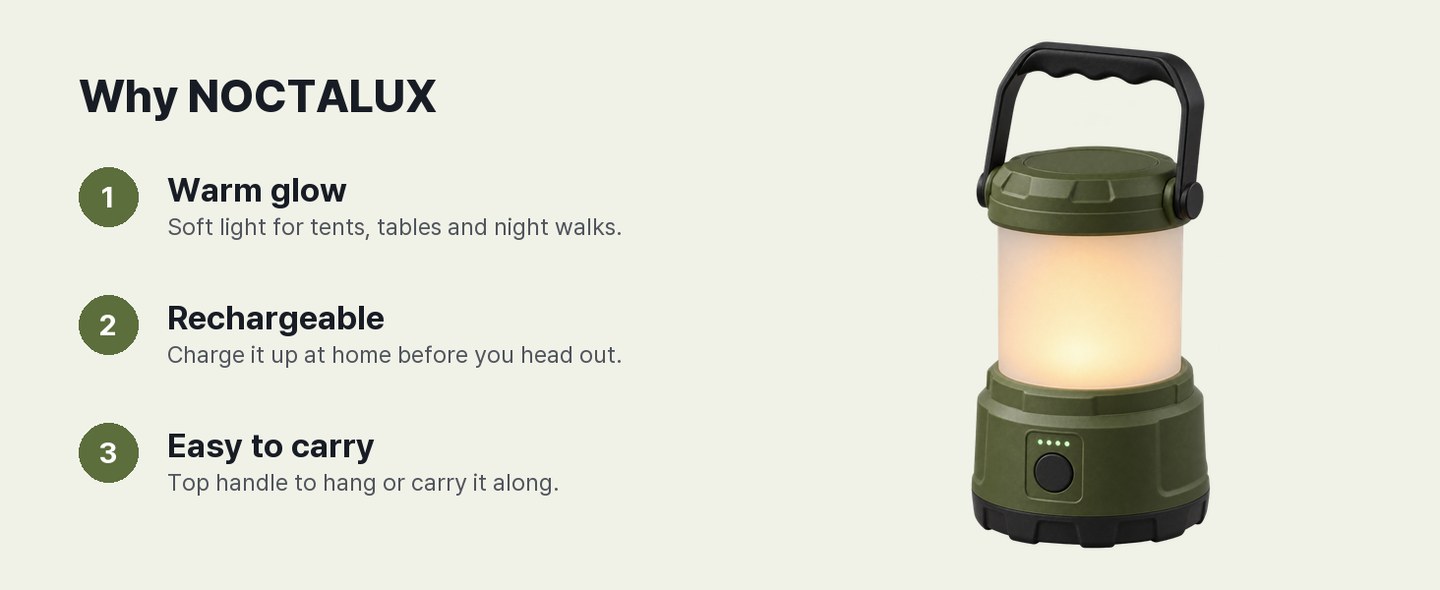 Why NOCTALUX
1
Warm glow
Soft light for tents, tables and night walks.
2
Rechargeable
Charge it up at home before you head out.
3
Easy to carry
Top handle to hang or carry it along.